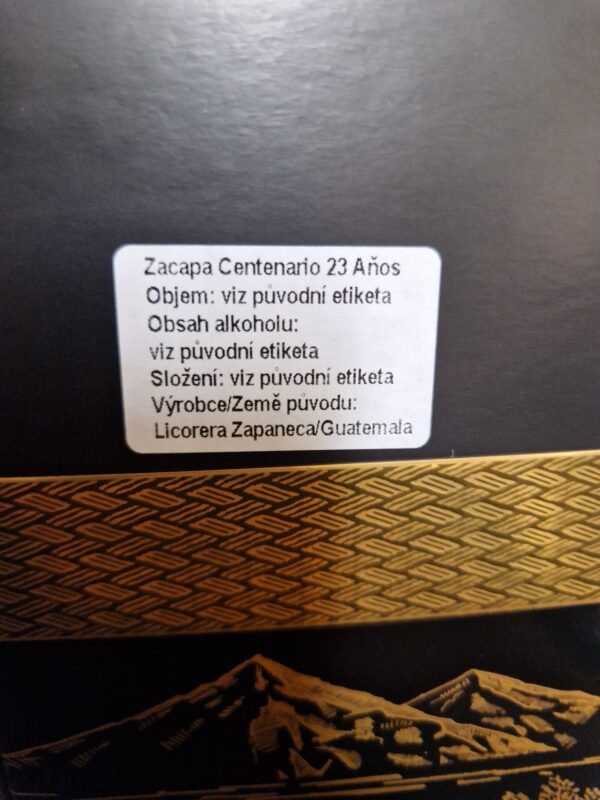 Zacapa Centenario 23 Aňos
Objem: viz původní etiketa
Obsah alkoholu:
viz původní etiketa
Složení: viz původní etiketa
Výrobce/Země původu:
Licorera Zapaneca/Guatemala